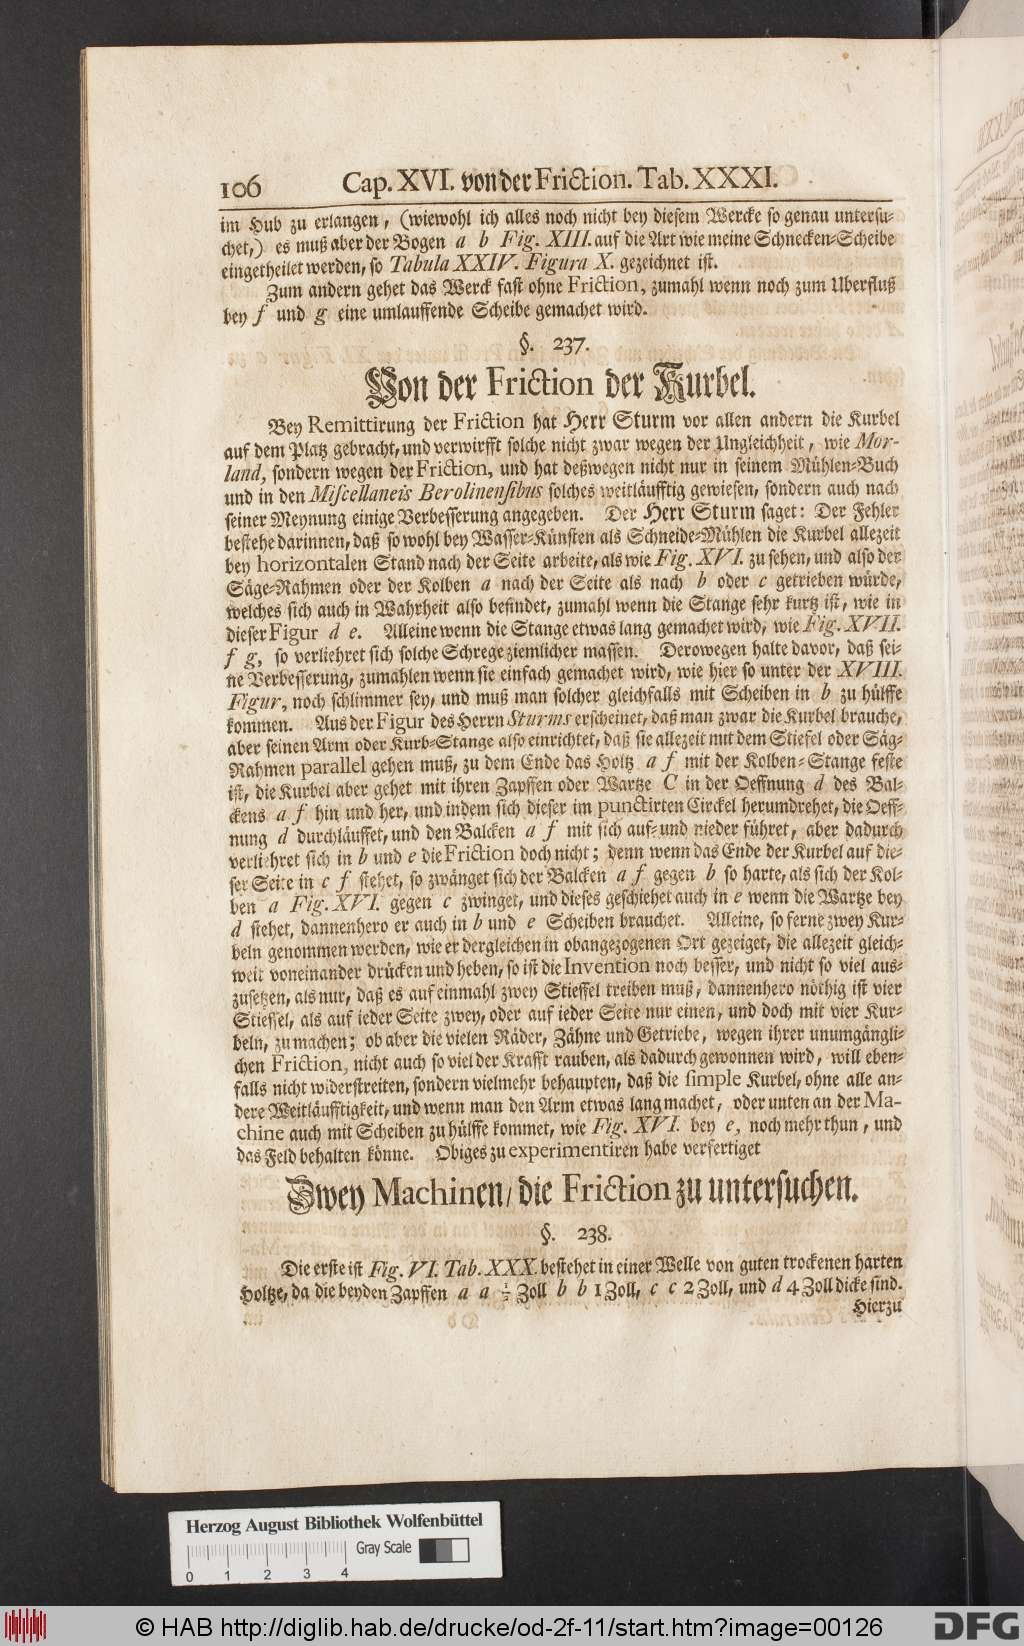 106 Cap. XVI. von der Friction. Tab. XXXI.
im Hub zu erlangen, (wiewohl ich alles noch nicht bey diesem Wercke so genau untersu-
chet,) es muß aber der Bogen a b Fig. XIII. auf die Art wie meine Schnecken-Scheibe
eingetheilet werden, so Tabula XXIV. Figura X. gezeichnet ist.
Zum andern gehet das Werck fast ohne Friction, zumahl wenn noch zum Uberfluß
bey f und g eine umlauffende Scheibe gemachet wird.
§. 237.
Von der Friction der Kurbel.
Bey Remittirung der Friction hat Herr Sturm vor allen andern die Kurbel
auf dem Platz gebracht, und verwirfft solche nicht zwar wegen der Ungleichheit, wie Mor-
land, sondern wegen der Friction, und hat deßwegen nicht nur in seinem Mühlen-Buch
und in den Miscellaneis Berolinensibus solches weitläufftig gewiesen, sondern auch nach
seiner Meynung einige Verbesserung angegeben. Der Herr Sturm saget: Der Fehler
bestehe darinnen, daß so wohl bey Wasser-Künsten als Schneide-Mühlen die Kurbel allezeit
bey horizontalen Stand nach der Seite arbeite, als wie Fig. XVI. zu sehen, und also der
Säge-Rahmen oder der Kolben a nach der Seite als nach b oder c getrieben würde,
welches sich auch in Wahrheit also befindet, zumahl wenn die Stange sehr kurtz ist, wie in
dieser Figur d e. Alleine wenn die Stange etwas lang gemachet wird, wie Fig. XVII.
f g, so verliehret sich solche Schrege ziemlicher massen. Derowegen halte davor, daß sei-
ne Verbesserung, zumahlen wenn sie einfach gemachet wird, wie hier so unter der XVIII.
Figur, noch schlimmer sey, und muß man solcher gleichfalls mit Scheiben in b zu hülffe
kommen. Aus der Figur des Herrn Sturms erscheinet, daß man zwar die Kurbel brauche,
aber seinen Arm oder Kurb-Stange also einrichtet, daß sie allezeit mit dem Stiefel oder Säg-
Rahmen parallel gehen muß, zu dem Ende das Holtz a f mit der Kolben-Stange feste
ist, die Kurbel aber gehet mit ihren Zapffen oder Wartze C in der Oeffnung d des Bal-
ckens a f hin und her, und indem sich dieser im punctirten Circkel herumdrehet, die Oeff-
nung d durchläuffet, und den Balcken a f mit sich auf- und nieder führet, aber dadurch
verliehret sich in b und e die Friction doch nicht; denn wenn das Ende der Kurbel auf die-
ser Seite in c f stehet, so zwänget sich der Balcken a f gegen b so harte, als sich der Kol-
ben a Fig. XVI. gegen c zwinget, und dieses geschiehet auch in e wenn die Wartze bey
d stehet, dannenhero er auch in b und e Scheiben brauchet. Alleine, so ferne zwey Kur-
beln genommen werden, wie er dergleichen in obangezogenen Ort gezeiget, die allezeit gleich-
weit voneinander drücken und heben, so ist die Invention noch besser, und nicht so viel aus-
zusetzen, als nur, daß es auf einmahl zwey Stieffel treiben muß, dannenhero nöthig ist vier
Stieffel, als auf ieder Seite zwey, oder auf ieder Seite nur einen, und doch mit vier Kur-
beln, zu machen; ob aber die vielen Räder, Zähne und Getriebe, wegen ihrer unumgängli-
chen Friction, nicht auch so viel der Krafft rauben, als dadurch gewonnen wird, will eben-
falls nicht widerstreiten, sondern vielmehr behaupten, daß die simple Kurbel, ohne alle an-
dere Weitläufftigkeit, und wenn man den Arm etwas lang machet, oder unten an der Ma-
chine auch mit Scheiben zu hülffe kommet, wie Fig. XVI. bey e, noch mehr thun, und
das Feld behalten könne. Obiges zu experimentiren habe verfertiget
Zwey Machinen, die Friction zu untersuchen.
§. 238.
Die erste ist Fig. VI. Tab. XXX. bestehet in einer Welle von guten trockenen harten
Holtze, da die beyden Zapffen a a ½ Zoll b b 1 Zoll, c c 2 Zoll, und d 4 Zoll dicke sind.
Hierzu
Herzog August Bibliothek Wolfenbüttel
Gray Scale
0 1 2 3 4
© HAB http://diglib.hab.de/drucke/od-2f-11/start.htm?image=00126
DFG